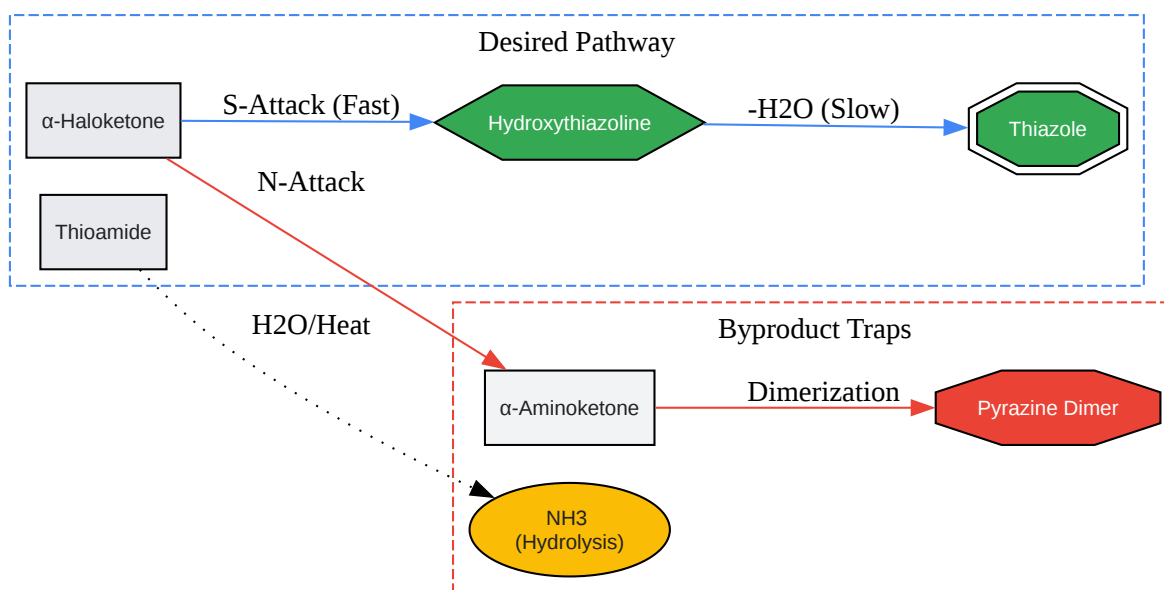 Desired Pathway
α-Haloketone
S-Attack (Fast)
Hydroxythiazoline
-H2O (Slow)
Thiazole
N-Attack
Thioamide
H2O/Heat
Byproduct Traps
α-Aminoketone
Dimerization
Pyrazine Dimer
NH3
(Hydrolysis)